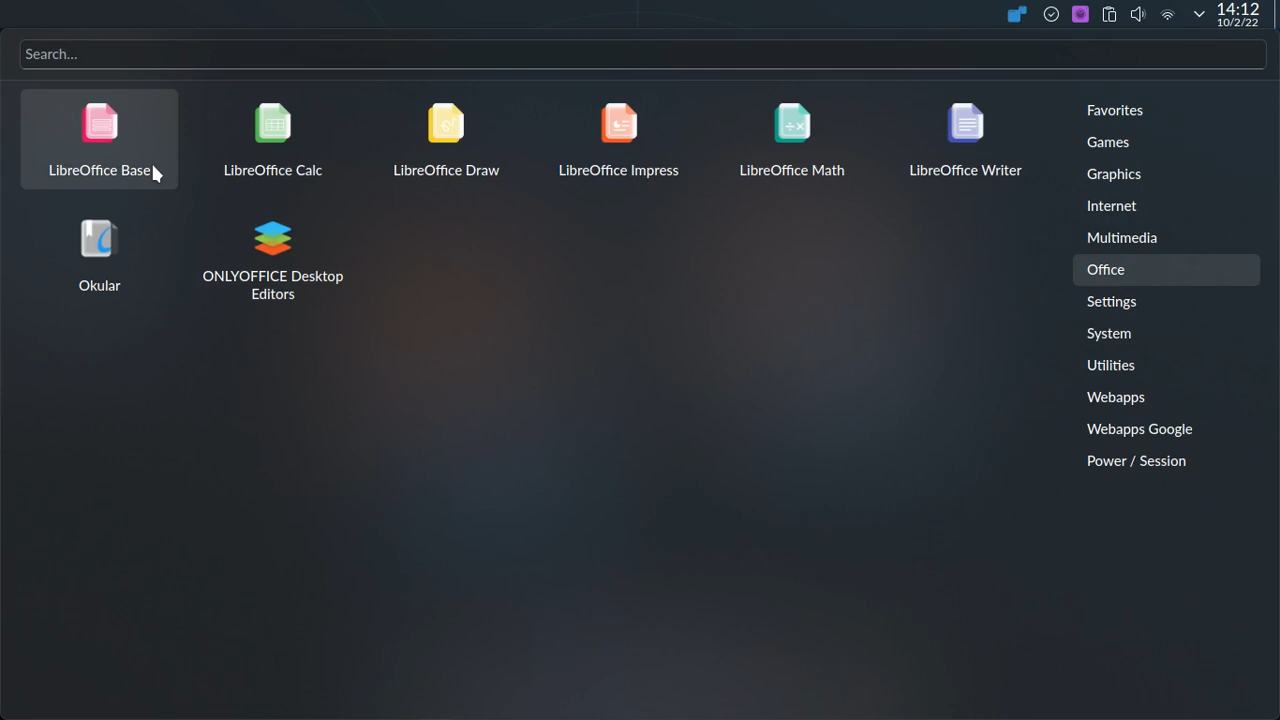 14:12
10/2/22
Search...
LibreOffice Base
LibreOffice Calc
LibreOffice Draw
LibreOffice Impress
LibreOffice Math
LibreOffice Writer
Okular
ONLYOFFICE Desktop
Editors
Favorites
Games
Graphics
Internet
Multimedia
Office
Settings
System
Utilities
Webapps
Webapps Google
Power / Session